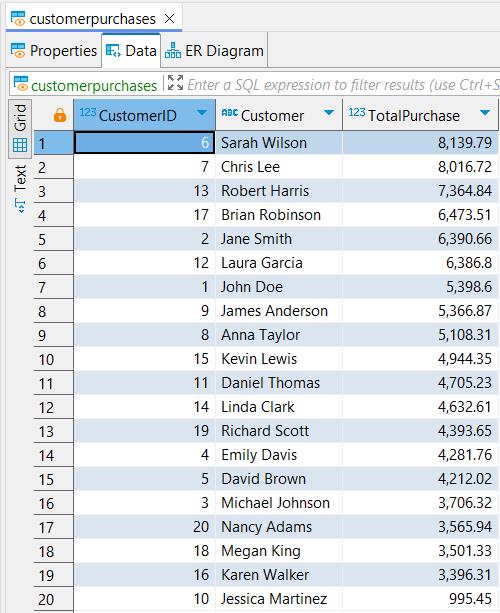 customerpurchases
Properties Data ER Diagram
customerpurchases Enter a SQL expression to filter results (use Ctrl+S
Grid
Text
123 CustomerID ABC Customer 123 TotalPurchase
1 6 Sarah Wilson 8,139.79
2 7 Chris Lee 8,016.72
3 13 Robert Harris 7,364.84
4 17 Brian Robinson 6,473.51
5 2 Jane Smith 6,390.66
6 12 Laura Garcia 6,386.8
7 1 John Doe 5,398.6
8 9 James Anderson 5,366.87
9 8 Anna Taylor 5,108.31
10 15 Kevin Lewis 4,944.35
11 11 Daniel Thomas 4,705.23
12 14 Linda Clark 4,632.61
13 19 Richard Scott 4,393.65
14 4 Emily Davis 4,281.76
15 5 David Brown 4,212.02
16 3 Michael Johnson 3,706.32
17 20 Nancy Adams 3,565.94
18 18 Megan King 3,501.33
19 16 Karen Walker 3,396.31
20 10 Jessica Martinez 995.45